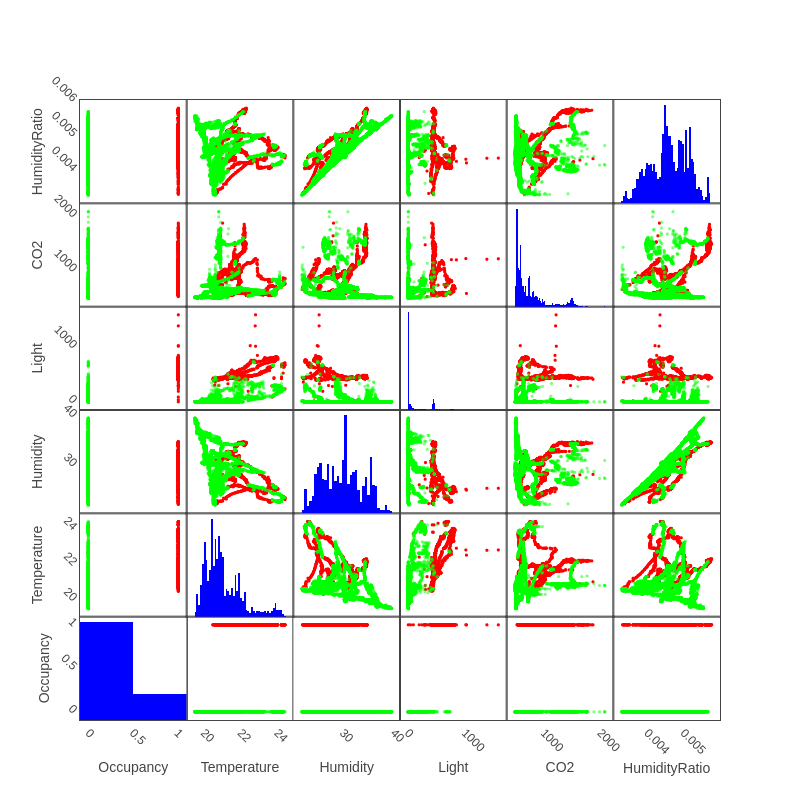 0.006
0.005
0.004
HumidityRatio
2000
1000
CO2
1000
0
Light
40
30
Humidity
24
22
20
Temperature
1
0.5
0
Occupancy
0 0.5 1 20 22 24 30 40 0 1000 1000 2000 0.004 0.005
Occupancy Temperature Humidity Light CO2 HumidityRatio